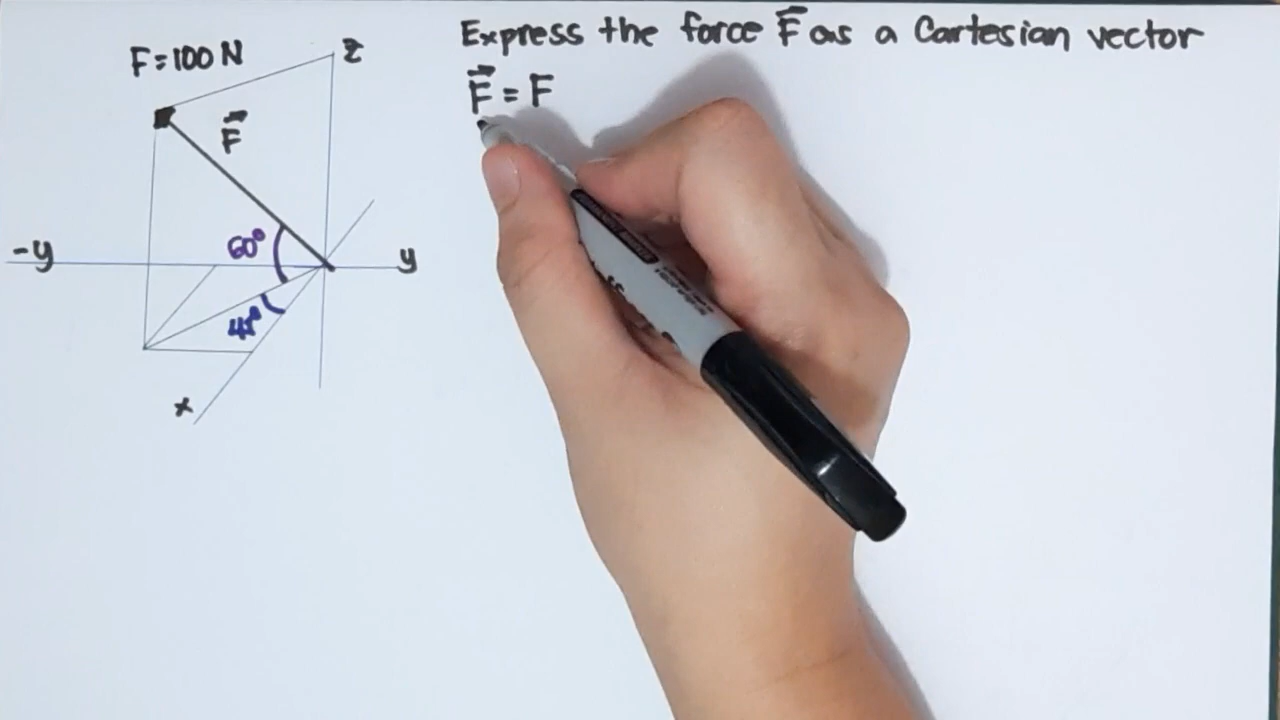 Express the force F⃗ as a Cartesian vector
F⃗ = F
F=100 N
z
F⃗
60°
-y
y
45°
x